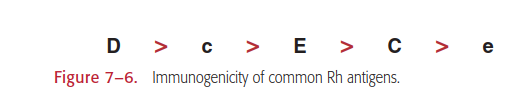 D > c > E > C > e
Figure 7–6. Immunogenicity of common Rh antigens.